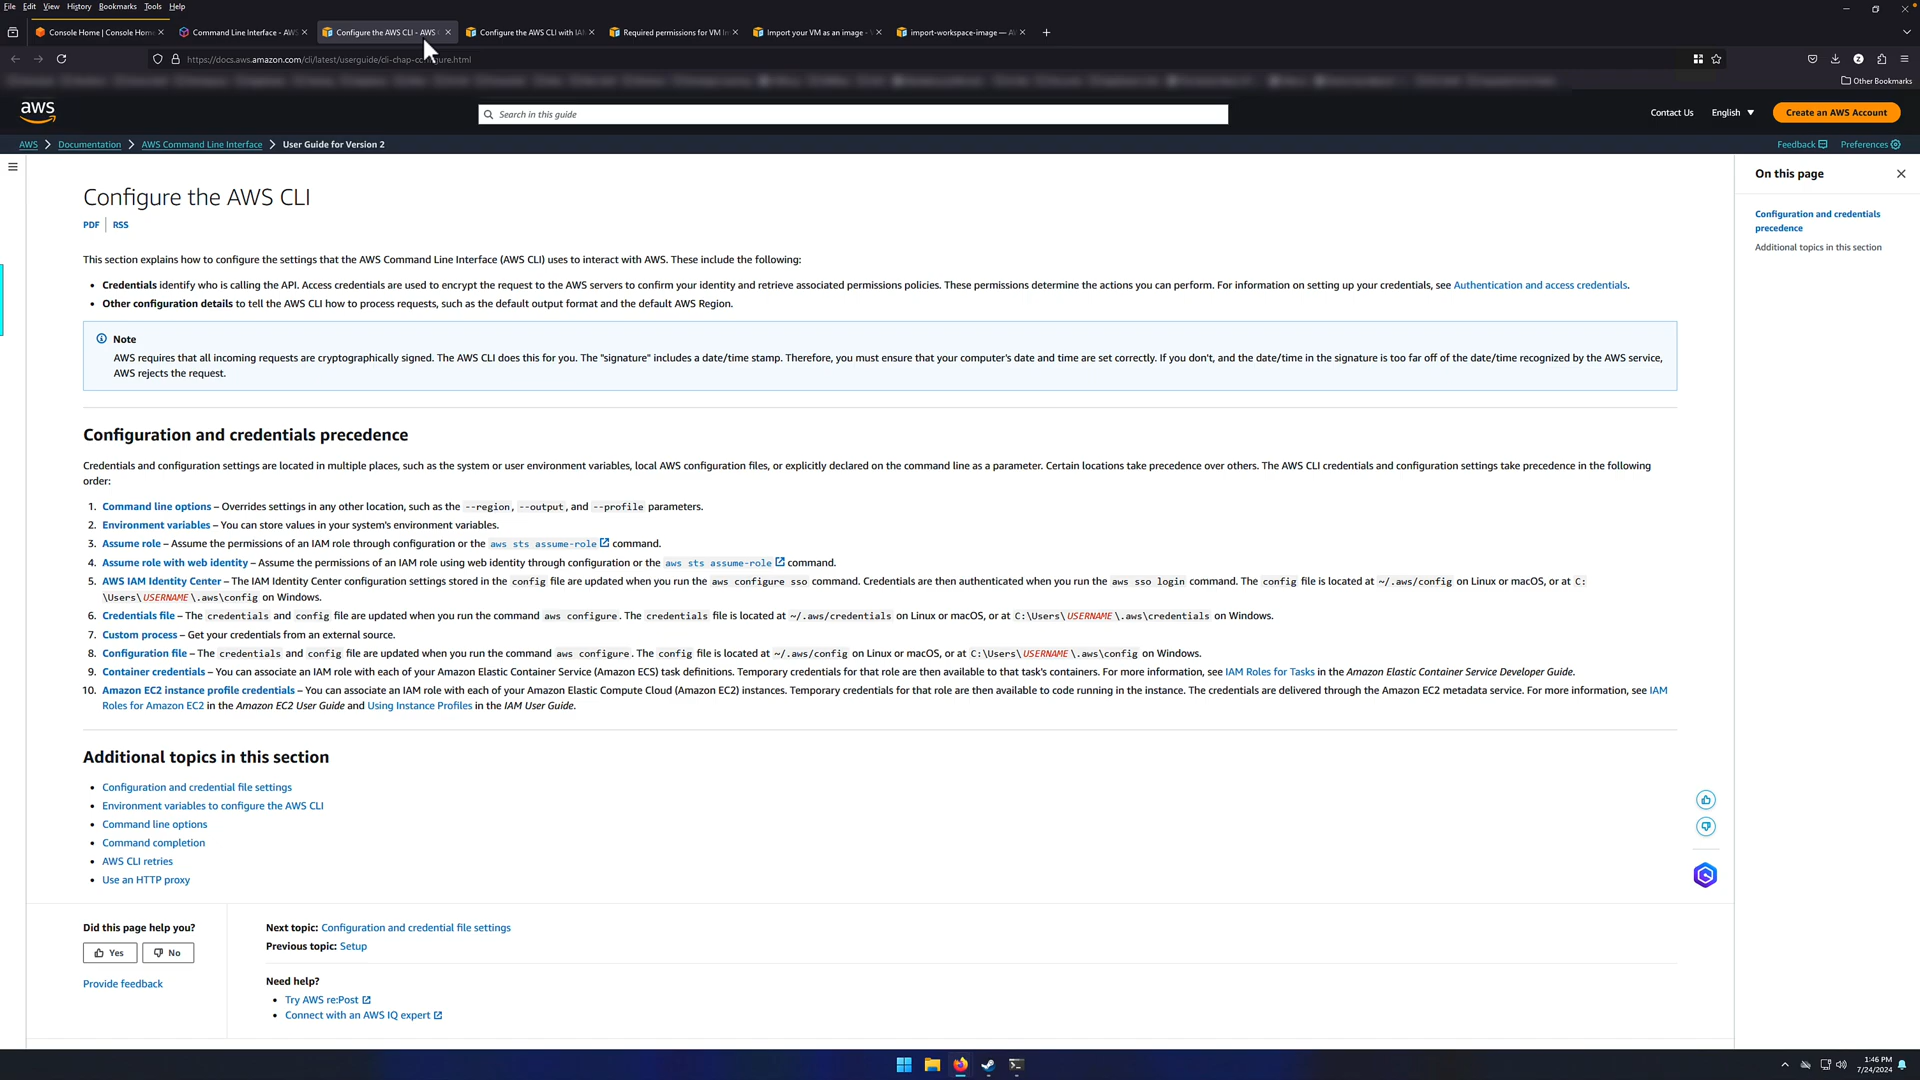 File Edit View History Bookmarks Tools Help
Console Home | Console Home
Command Line Interface - AWS
Configure the AWS CLI - AWS
Configure the AWS CLI with IAM
Required permissions for VM Im
Import your VM as an image -
import-workspace-image — AW
https://docs.aws.amazon.com/cli/latest/userguide/cli-chap-configure.html
Other Bookmarks
aws
Search in this guide
Contact Us
English
Create an AWS Account
AWS
Documentation
AWS Command Line Interface
User Guide for Version 2
Feedback
Preferences
Configure the AWS CLI
PDF
RSS
This section explains how to configure the settings that the AWS Command Line Interface (AWS CLI) uses to interact with AWS. These include the following:
• Credentials identify who is calling the API. Access credentials are used to encrypt the request to the AWS servers to confirm your identity and retrieve associated permissions policies. These permissions determine the actions you can perform. For information on setting up your credentials, see Authentication and access credentials.
• Other configuration details to tell the AWS CLI how to process requests, such as the default output format and the default AWS Region.
Note
AWS requires that all incoming requests are cryptographically signed. The AWS CLI does this for you. The "signature" includes a date/time stamp. Therefore, you must ensure that your computer's date and time are set correctly. If you don't, and the date/time in the signature is too far off of the date/time recognized by the AWS service,
AWS rejects the request.
Configuration and credentials precedence
Credentials and configuration settings are located in multiple places, such as the system or user environment variables, local AWS configuration files, or explicitly declared on the command line as a parameter. Certain locations take precedence over others. The AWS CLI credentials and configuration settings take precedence in the following
order:
1. Command line options – Overrides settings in any other location, such as the --region, --output, and --profile parameters.
2. Environment variables – You can store values in your system's environment variables.
3. Assume role – Assume the permissions of an IAM role through configuration or the aws sts assume-role command.
4. Assume role with web identity – Assume the permissions of an IAM role using web identity through configuration or the aws sts assume-role command.
5. AWS IAM Identity Center – The IAM Identity Center configuration settings stored in the config file are updated when you run the aws configure sso command. Credentials are then authenticated when you run the aws sso login command. The config file is located at ~/.aws/config on Linux or macOS, or at C:
\Users\USERNAME\.aws\config on Windows.
6. Credentials file – The credentials and config file are updated when you run the command aws configure. The credentials file is located at ~/.aws/credentials on Linux or macOS, or at C:\Users\USERNAME\.aws\credentials on Windows.
7. Custom process – Get your credentials from an external source.
8. Configuration file – The credentials and config file are updated when you run the command aws configure. The config file is located at ~/.aws/config on Linux or macOS, or at C:\Users\USERNAME\.aws\config on Windows.
9. Container credentials – You can associate an IAM role with each of your Amazon Elastic Container Service (Amazon ECS) task definitions. Temporary credentials for that role are then available to that task's containers. For more information, see IAM Roles for Tasks in the Amazon Elastic Container Service Developer Guide.
10. Amazon EC2 instance profile credentials – You can associate an IAM role with each of your Amazon Elastic Compute Cloud (Amazon EC2) instances. Temporary credentials for that role are then available to code running in the instance. The credentials are delivered through the Amazon EC2 metadata service. For more information, see IAM
Roles for Amazon EC2 in the Amazon EC2 User Guide and Using Instance Profiles in the IAM User Guide.
Additional topics in this section
• Configuration and credential file settings
• Environment variables to configure the AWS CLI
• Command line options
• Command completion
• AWS CLI retries
• Use an HTTP proxy
Did this page help you?
Yes
No
Provide feedback
Next topic: Configuration and credential file settings
Previous topic: Setup
Need help?
• Try AWS re:Post
• Connect with an AWS IQ expert
On this page
Configuration and credentials
precedence
Additional topics in this section
1:46 PM
7/24/2024